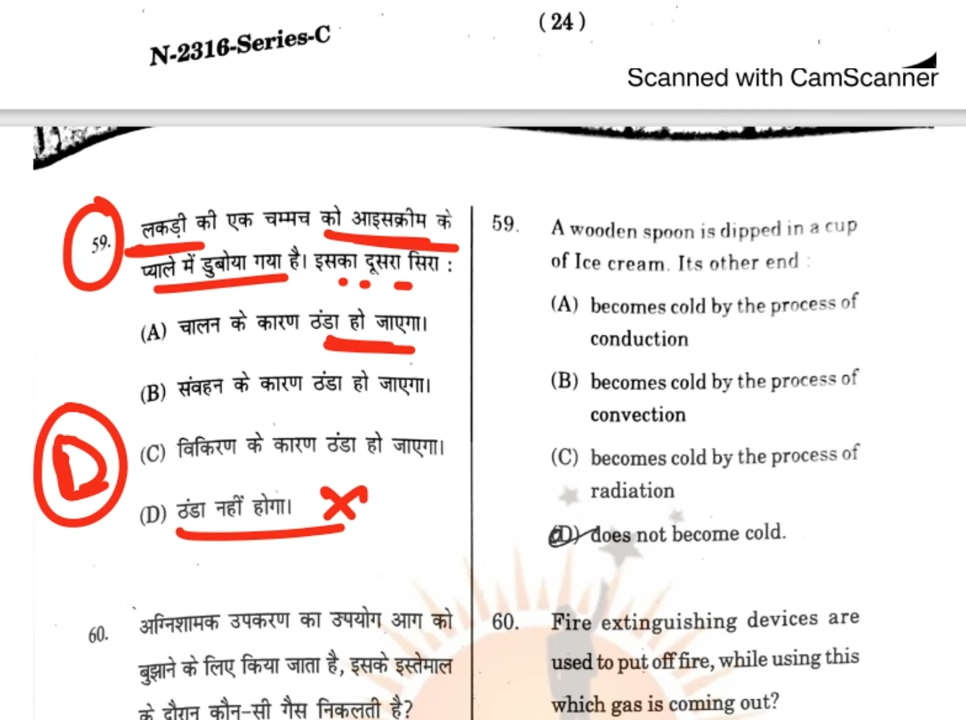 N-2316-Series-C
(24)
Scanned with CamScanner
59. लकड़ी की एक चम्मच को आइसक्रीम के
प्याले में डुबोया गया है। इसका दूसरा सिरा :
(A) चालन के कारण ठंडा हो जाएगा।
(B) संवहन के कारण ठंडा हो जाएगा।
(C) विकिरण के कारण ठंडा हो जाएगा।
D
(D) ठंडा नहीं होगा।
60. अग्निशामक उपकरण का उपयोग आग को
बुझाने के लिए किया जाता है, इसके इस्तेमाल
के दौरान कौन-सी गैस निकलती है?
59. A wooden spoon is dipped in a cup
of Ice cream. Its other end :
(A) becomes cold by the process of
conduction
(B) becomes cold by the process of
convection
(C) becomes cold by the process of
radiation
(D) does not become cold.
60. Fire extinguishing devices are
used to put off fire, while using this
which gas is coming out?